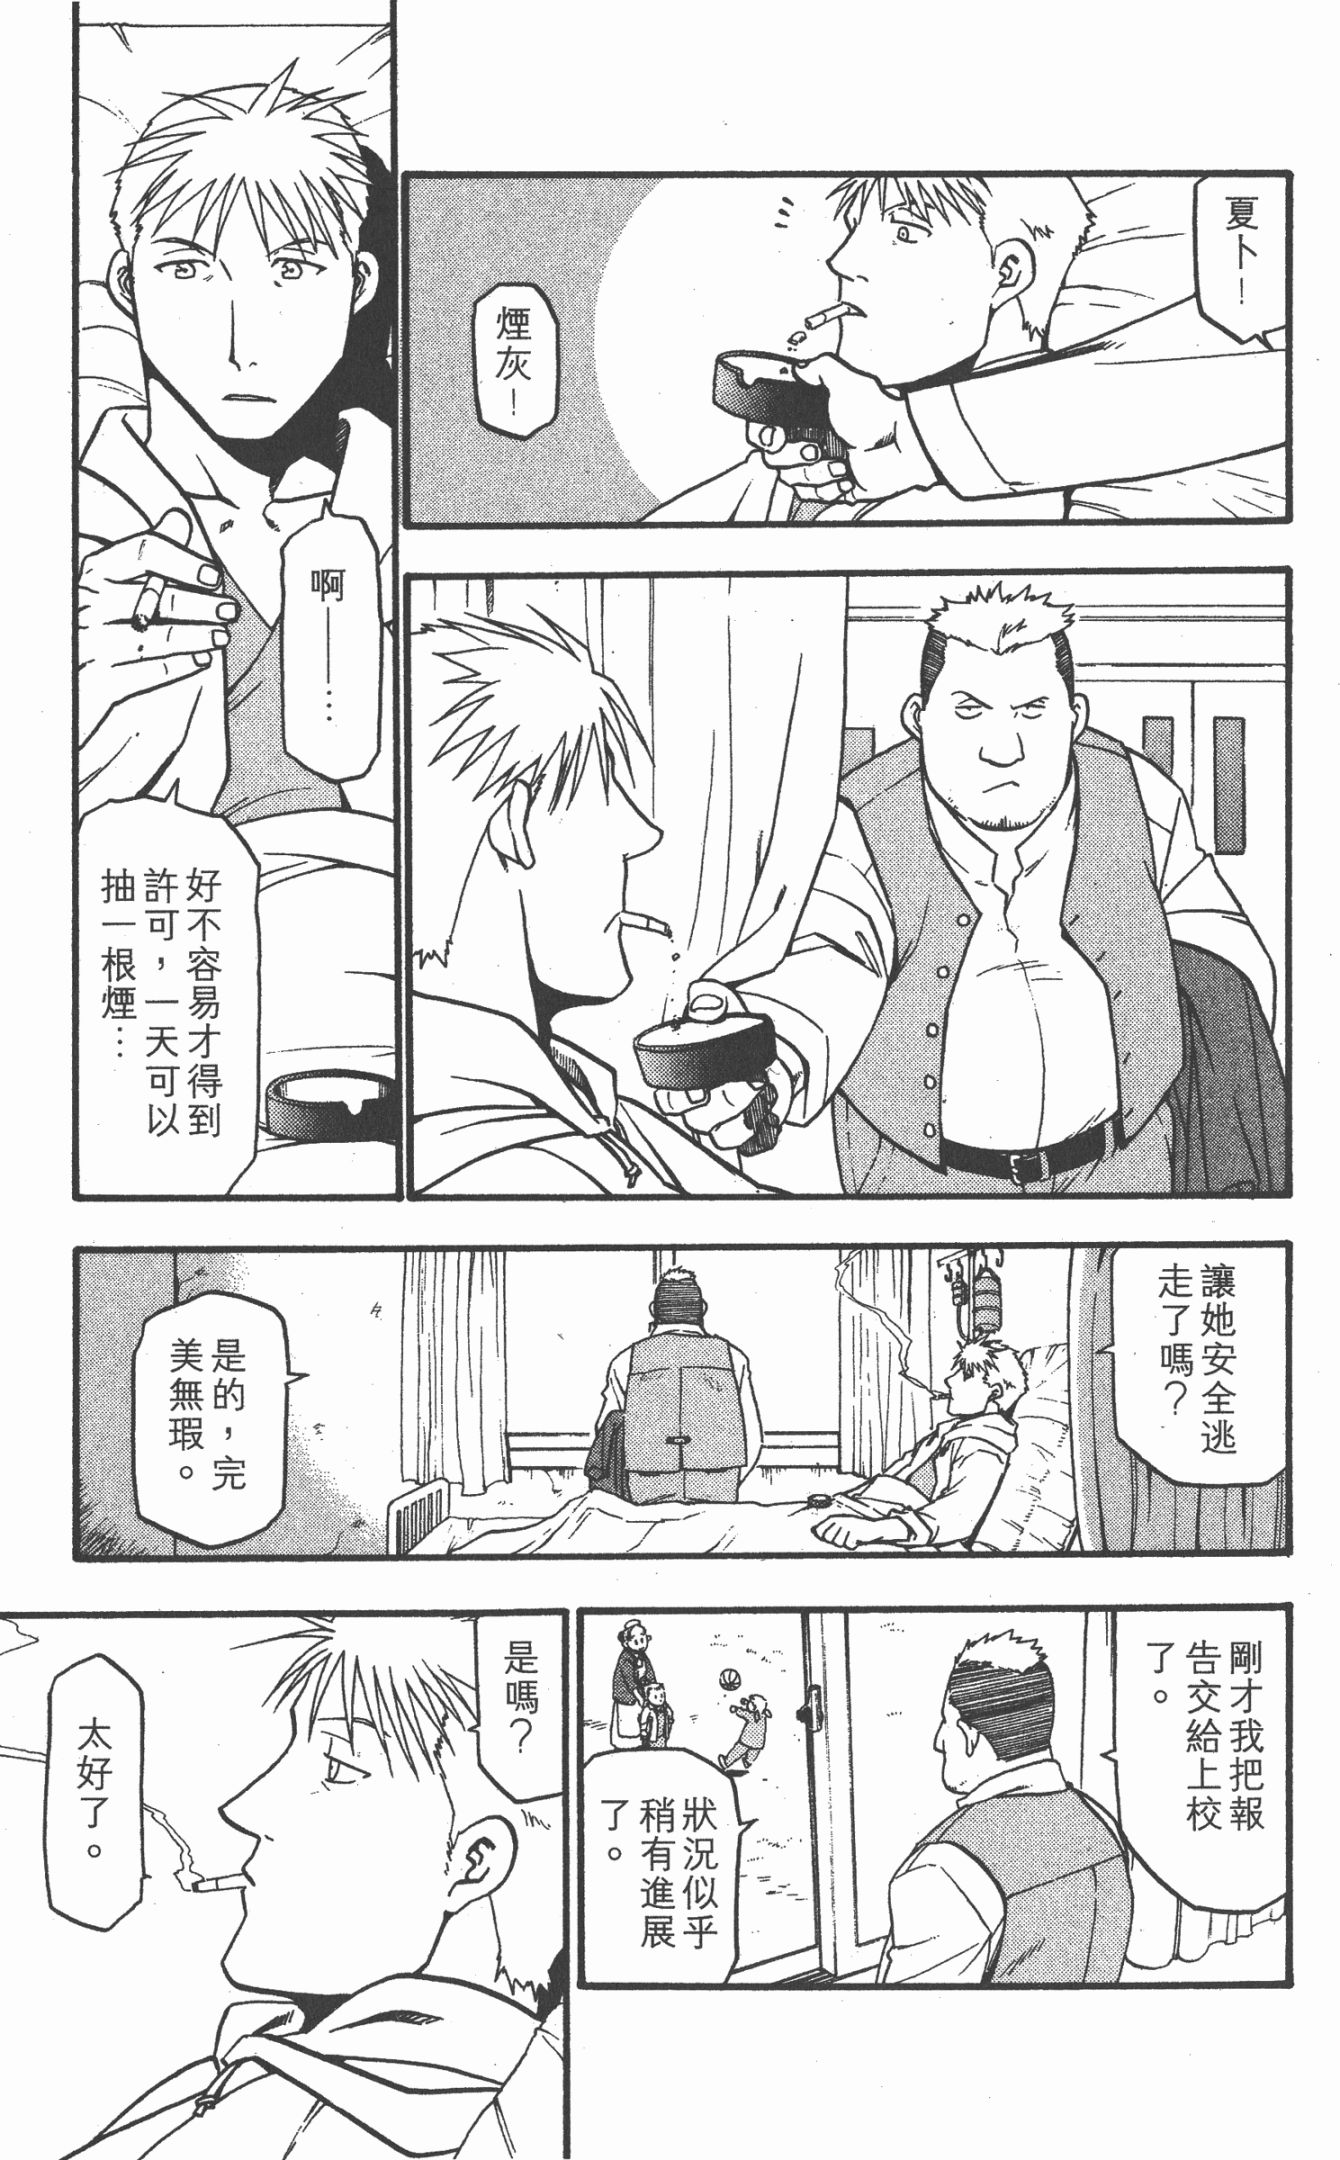 夏卜—
煙灰—
啊——…
好不容易才得到
許可，一天可以
抽一根煙…
讓她安全逃
走了嗎？
是的，完
美無瑕。
剛才我把報
告交給上校
了。
狀況似乎
稍有進展
了。
是嗎？
太好了。